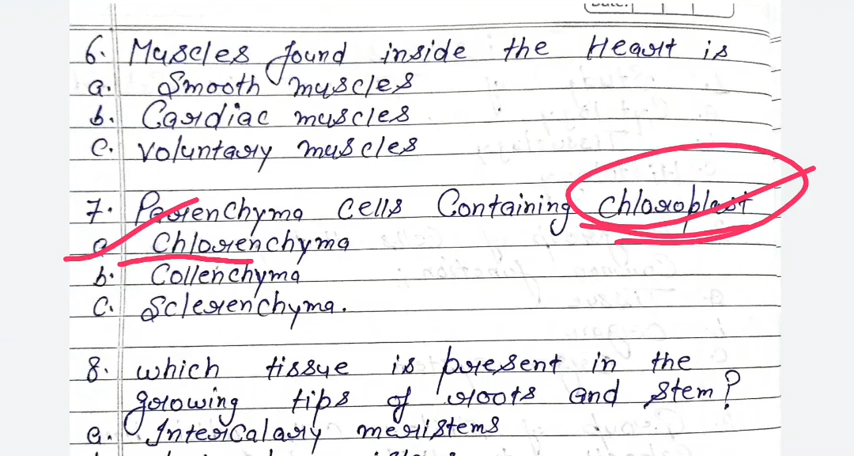 Date:
6. Muscles found inside the Heart is
a. Smooth muscles
b. Cardiac muscles
c. Voluntary muscles
7. Parenchyma cells Containing chloroplast
a Chlorenchyma
b. Collenchyma
c. Sclerenchyma.
8. which tissue is present in the
growing tips of roots and stem?
a. Intercalary meristems